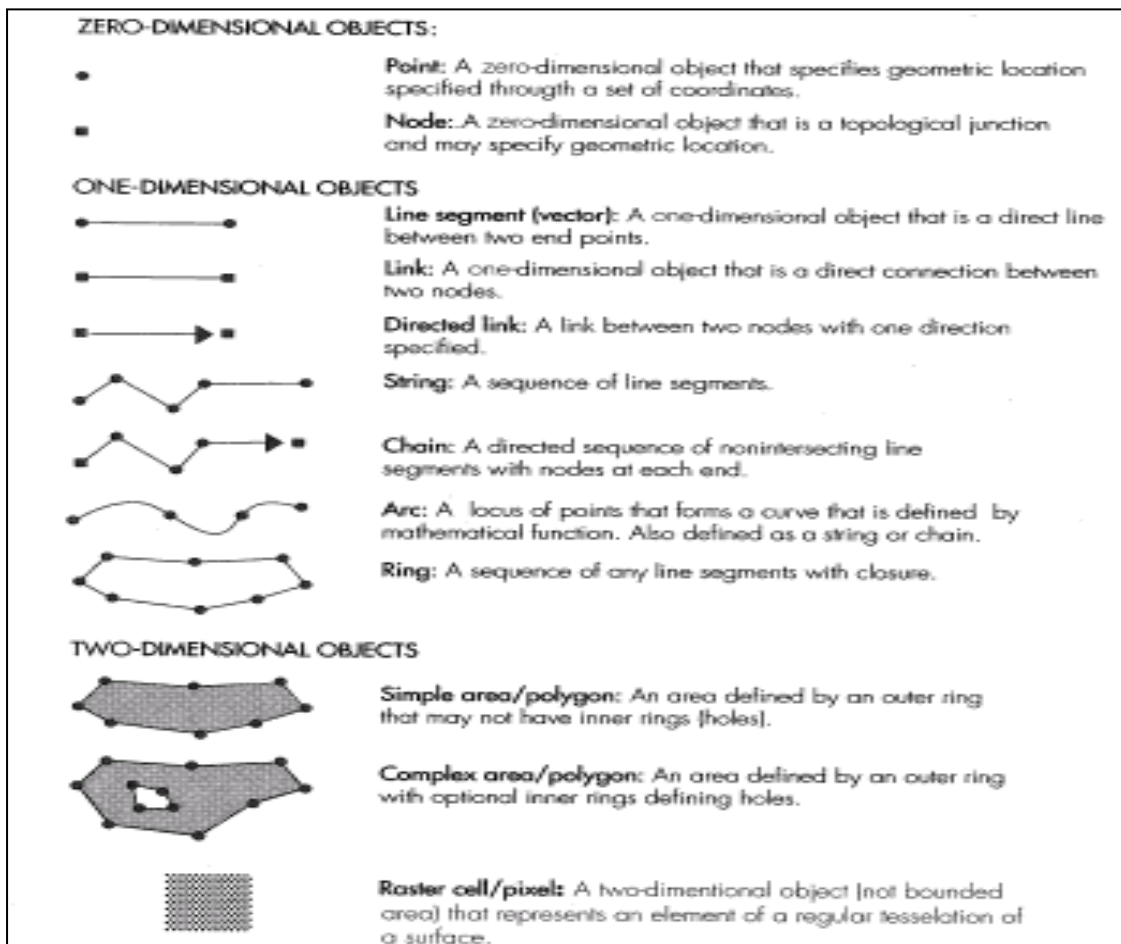 ZERO-DIMENSIONAL OBJECTS:
Point: A zero-dimensional object that specifies geometric location
specified througth a set of coordinates.
Node: A zero-dimensional object that is a topological junction
and may specify geometric location.
ONE-DIMENSIONAL OBJECTS
Line segment (vector): A one-dimensional object that is a direct line
between two end points.
Link: A one-dimensional object that is a direct connection between
two nodes.
Directed link: A link between two nodes with one direction
specified.
String: A sequence of line segments.
Chain: A directed sequence of nonintersecting line
segments with nodes at each end.
Arc: A locus of points that forms a curve that is defined by
mathematical function. Also defined as a string or chain.
Ring: A sequence of any line segments with closure.
TWO-DIMENSIONAL OBJECTS
Simple area/polygon: An area defined by an outer ring
that may not have inner rings (holes).
Complex area/polygon: An area defined by an outer ring
with optional inner rings defining holes.
Raster cell/pixel: A two-dimentional object (not bounded
area) that represents an element of a regular tesselation of
a surface.